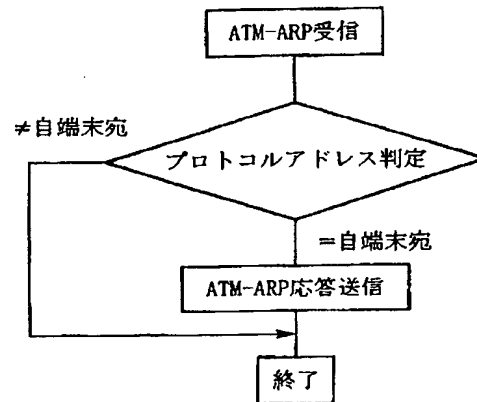 ATM-ARP受信
≠自端末宛
プロトコルアドレス判定
=自端末宛
ATM-ARP応答送信
終了